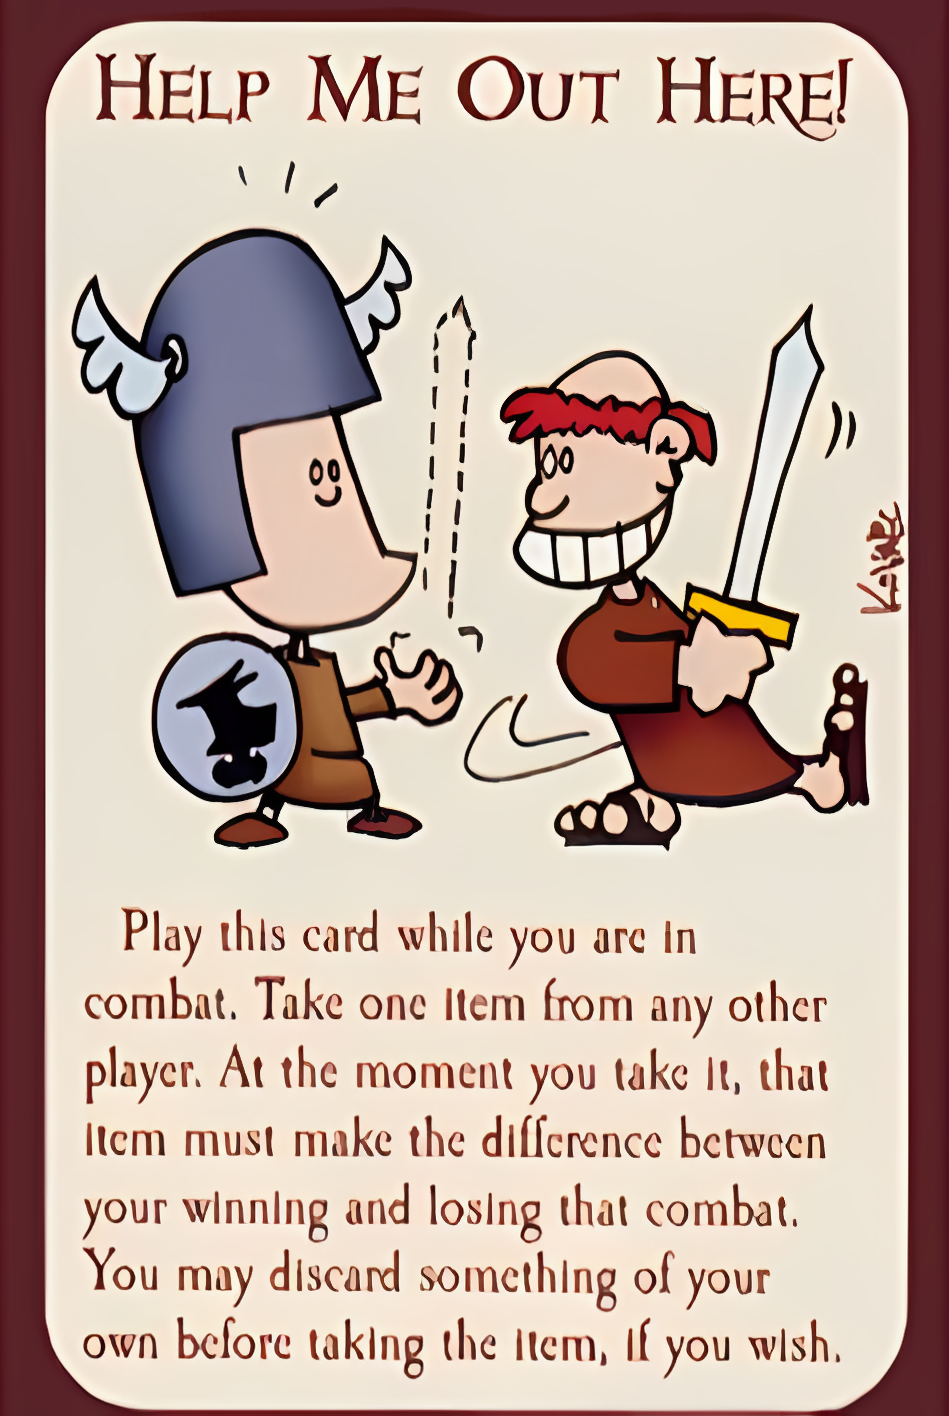 Help Me Out Here!
Kovalic
Play this card while you are in
combat. Take one Item from any other
player. At the moment you take it, that
Item must make the difference between
your winning and losing that combat.
You may discard something of your
own before taking the Item, if you wish.